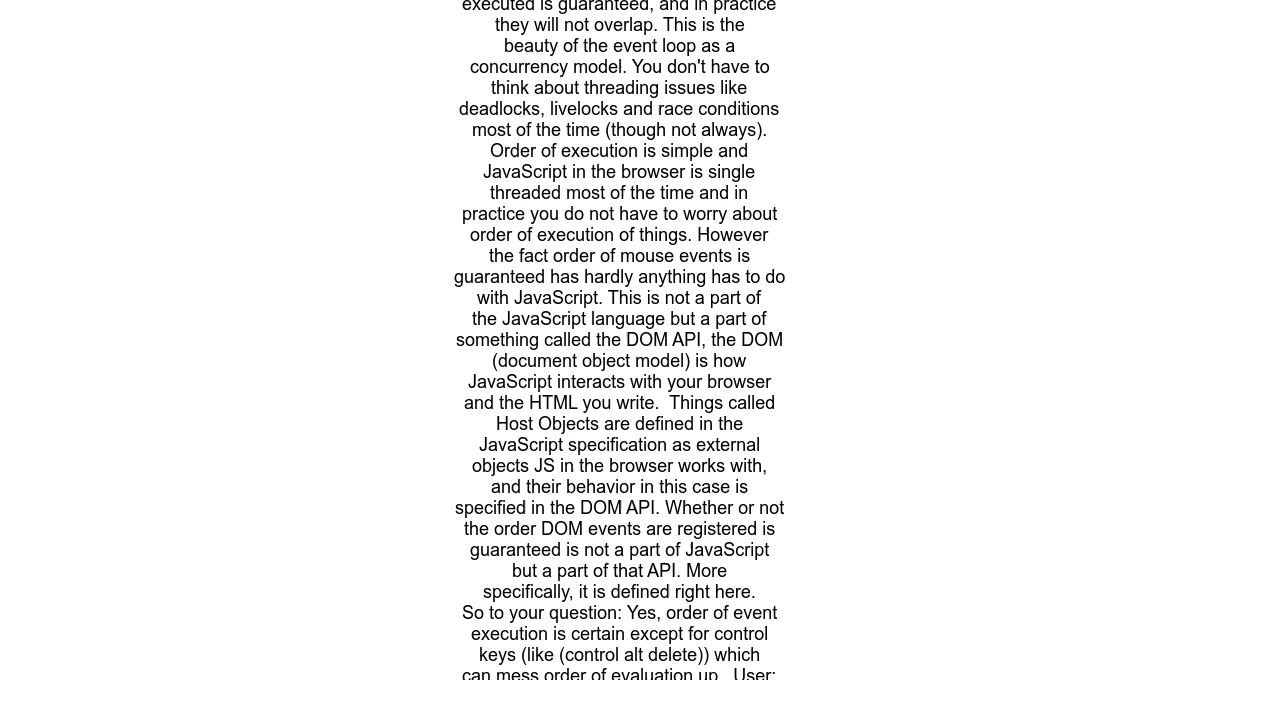 executed is guaranteed, and in practice
they will not overlap. This is the
beauty of the event loop as a
concurrency model. You don't have to
think about threading issues like
deadlocks, livelocks and race conditions
most of the time (though not always).
Order of execution is simple and
JavaScript in the browser is single
threaded most of the time and in
practice you do not have to worry about
order of execution of things. However
the fact order of mouse events is
guaranteed has hardly anything has to do
with JavaScript. This is not a part of
the JavaScript language but a part of
something called the DOM API, the DOM
(document object model) is how
JavaScript interacts with your browser
and the HTML you write.  Things called
Host Objects are defined in the
JavaScript specification as external
objects JS in the browser works with,
and their behavior in this case is
specified in the DOM API. Whether or not
the order DOM events are registered is
guaranteed is not a part of JavaScript
but a part of that API. More
specifically, it is defined right here.
So to your question: Yes, order of event
execution is certain except for control
keys (like (control alt delete)) which
can mess order of evaluation up.  User: